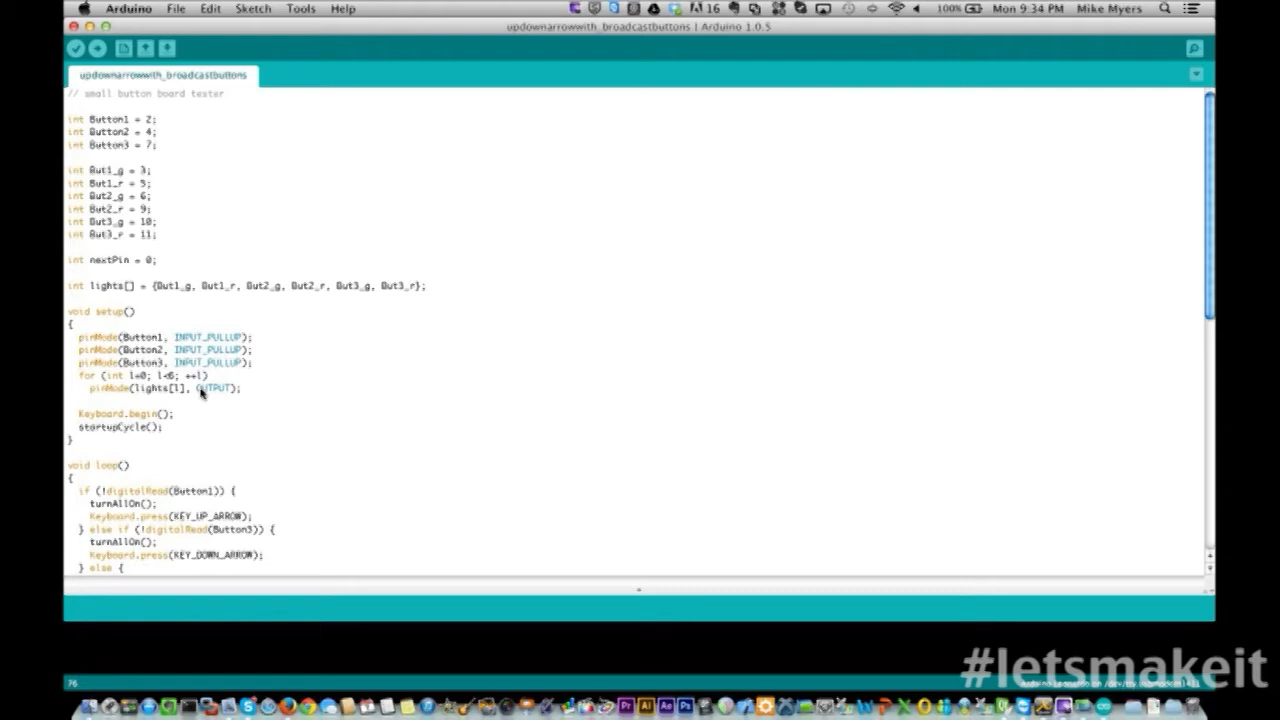 Arduino File Edit Sketch Tools Help 16 100% Mon 9:34 PM Mike Myers
updownarrowwith_broadcastbuttons | Arduino 1.0.5
updownarrowwith_broadcastbuttons
// small button board tester
int Button1 = 2;
int Button2 = 4;
int Button3 = 7;
int But1_g = 3;
int But1_r = 5;
int But2_g = 6;
int But2_r = 9;
int But3_g = 10;
int But3_r = 11;
int nextPin = 0;
int lights[] = {But1_g, But1_r, But2_g, But2_r, But3_g, But3_r};
void setup()
{
pinMode(Button1, INPUT_PULLUP);
pinMode(Button2, INPUT_PULLUP);
pinMode(Button3, INPUT_PULLUP);
for (int l=0; l<6; ++l)
pinMode(lights[l], OUTPUT);
Keyboard.begin();
startupCycle();
}
void loop()
{
if (!digitalRead(Button1)) {
turnAllOn();
Keyboard.press(KEY_UP_ARROW);
} else if (!digitalRead(Button3)) {
turnAllOn();
Keyboard.press(KEY_DOWN_ARROW);
} else {
#letsmakeit
76